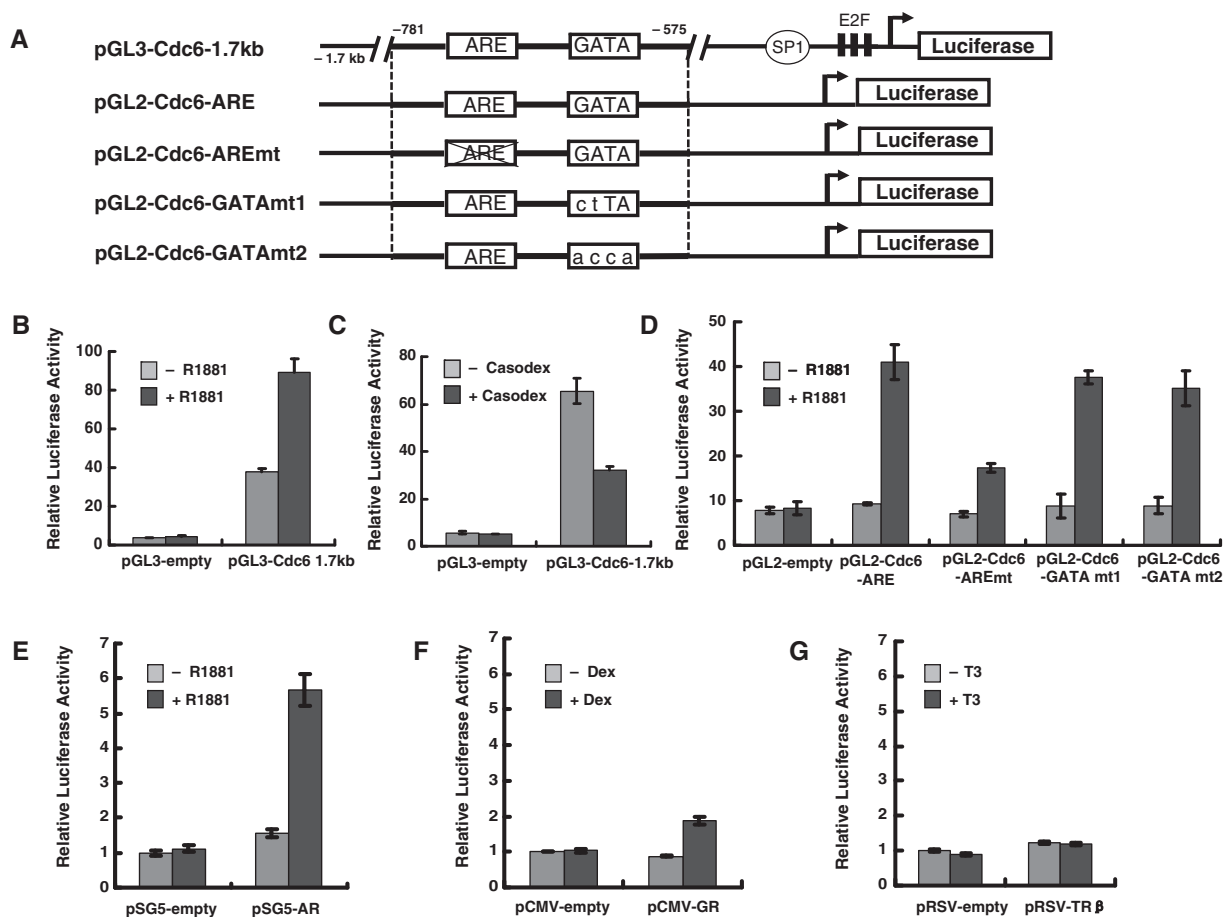 A
pGL3-Cdc6-1.7kb
– 1.7 kb
–781
ARE
GATA
–575
SP1
E2F
Luciferase
pGL2-Cdc6-ARE
ARE
GATA
Luciferase
pGL2-Cdc6-AREmt
ARE
GATA
Luciferase
pGL2-Cdc6-GATAmt1
ARE
c t TA
Luciferase
pGL2-Cdc6-GATAmt2
ARE
a c c a
Luciferase
B
Relative Luciferase Activity
100
80
60
40
20
0
– R1881
+ R1881
pGL3-empty
pGL3-Cdc6 1.7kb
C
Relative Luciferase Activity
80
60
40
20
0
– Casodex
+ Casodex
pGL3-empty
pGL3-Cdc6-1.7kb
D
Relative Luciferase Activity
50
40
30
20
10
0
– R1881
+ R1881
pGL2-empty
pGL2-Cdc6
-ARE
pGL2-Cdc6
-AREmt
pGL2-Cdc6
-GATA mt1
pGL2-Cdc6
-GATA mt2
E
Relative Luciferase Activity
7
6
5
4
3
2
1
0
– R1881
+ R1881
pSG5-empty
pSG5-AR
F
Relative Luciferase Activity
7
6
5
4
3
2
1
0
– Dex
+ Dex
pCMV-empty
pCMV-GR
G
Relative Luciferase Activity
7
6
5
4
3
2
1
0
– T3
+ T3
pRSV-empty
pRSV-TR β